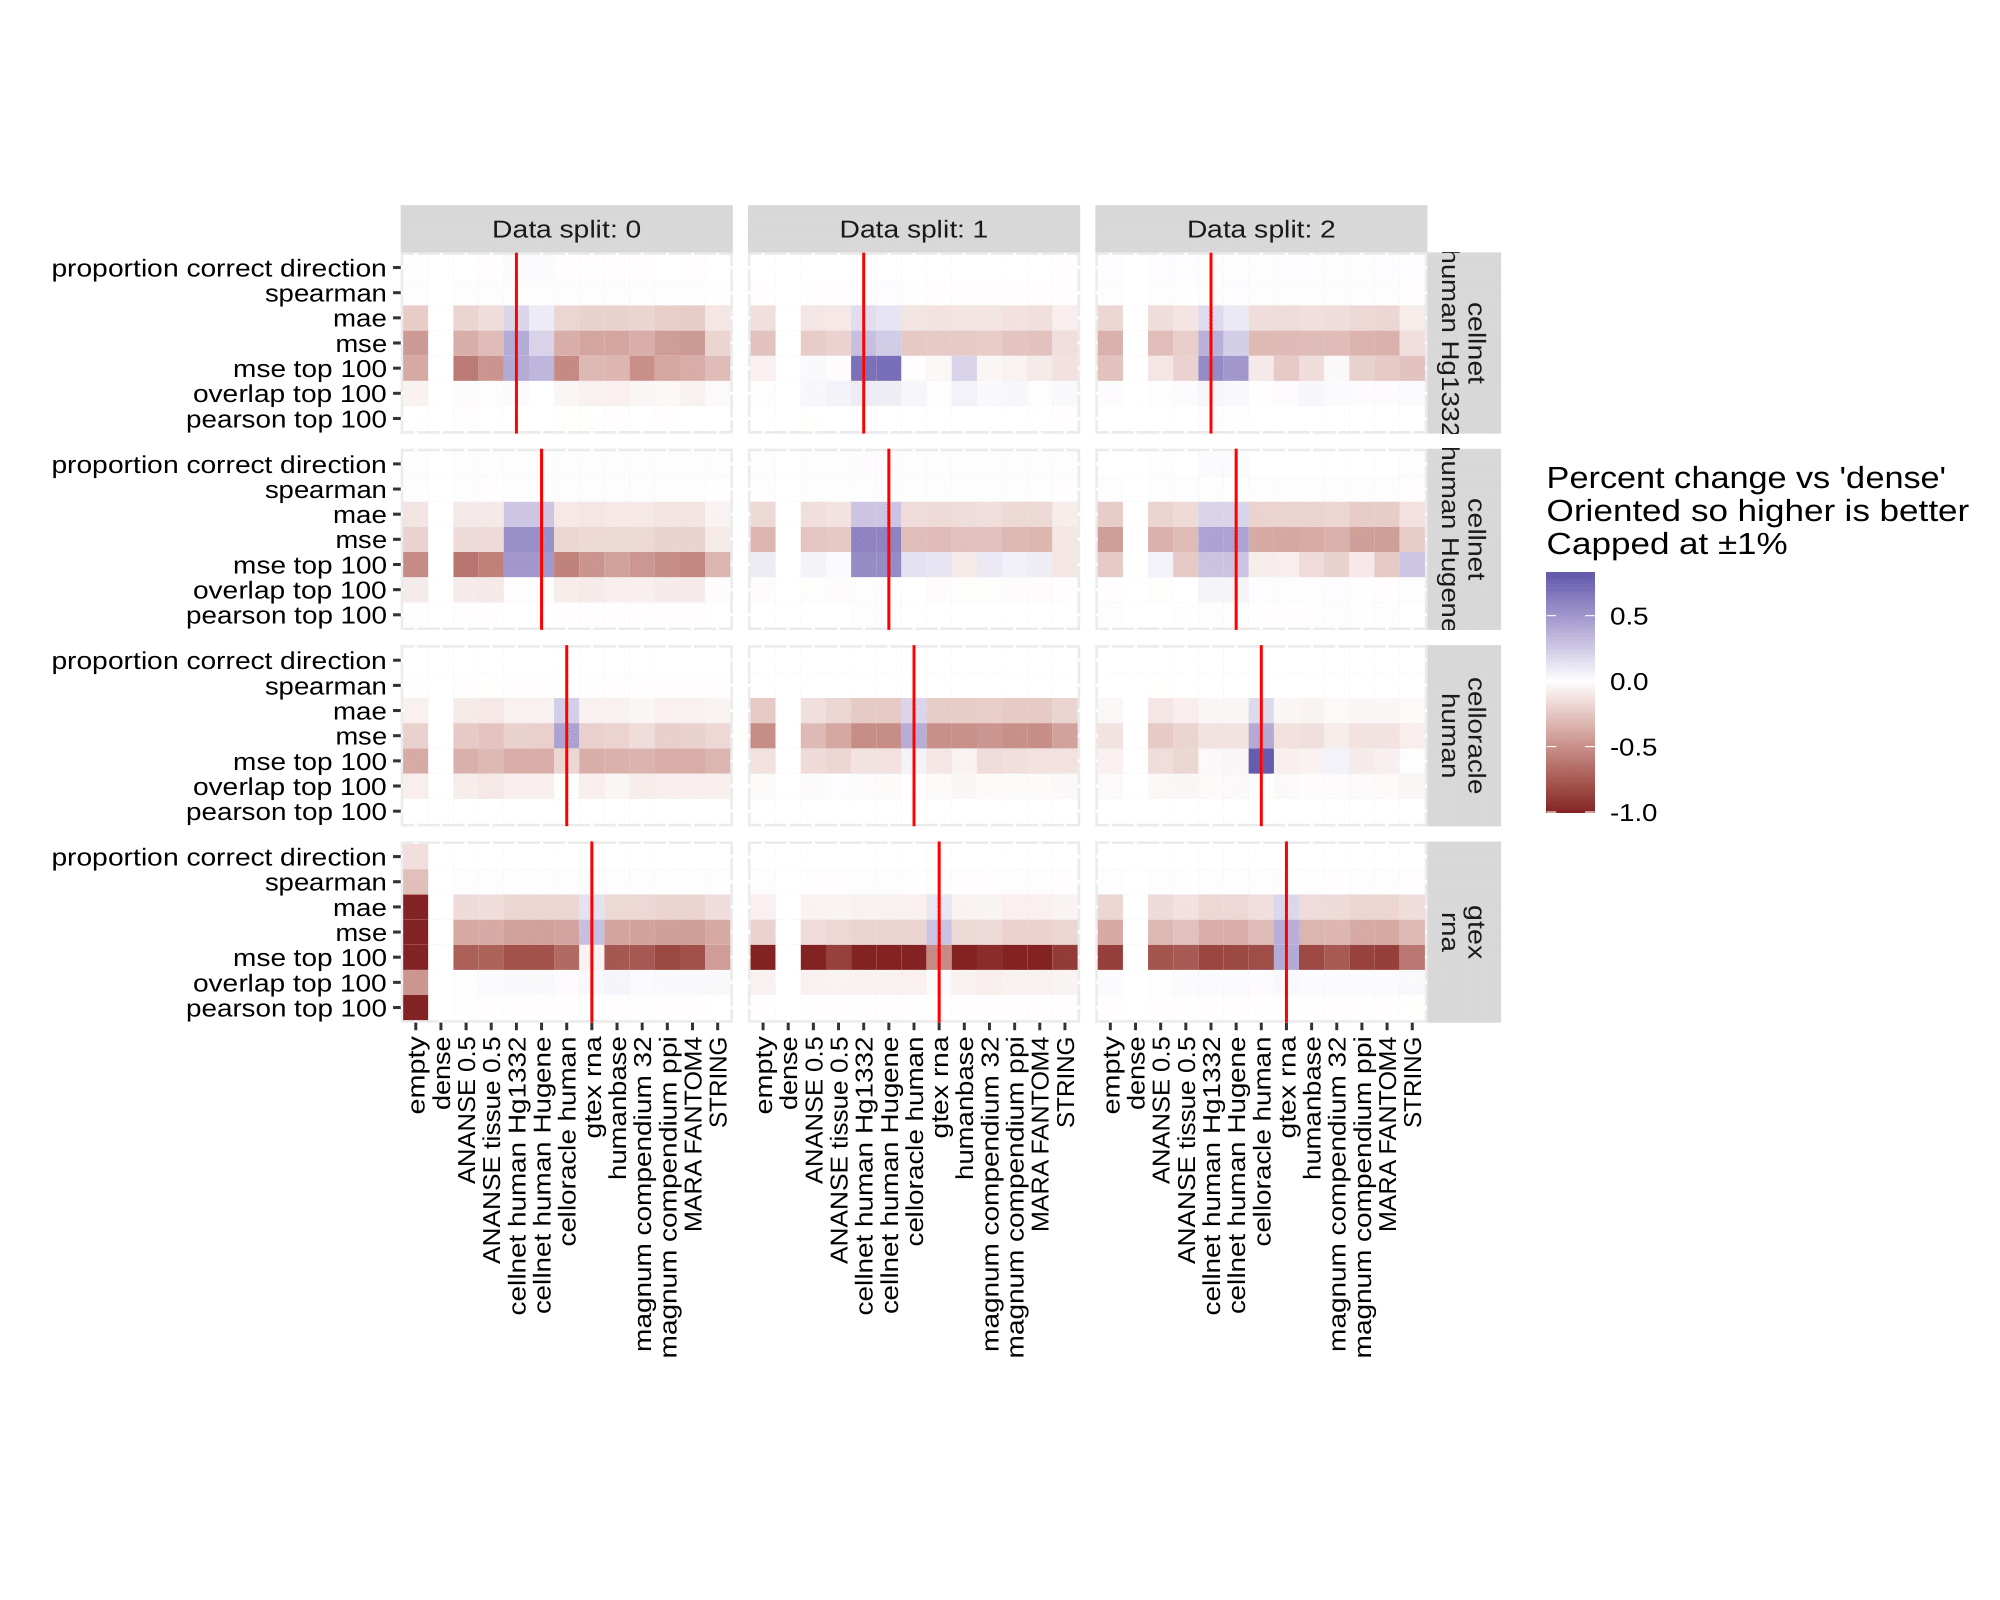 Data split: 0
Data split: 1
Data split: 2
proportion correct direction
spearman
mae
mse
mse top 100
overlap top 100
pearson top 100
cellnet
human Hg1332
proportion correct direction
spearman
mae
mse
mse top 100
overlap top 100
pearson top 100
cellnet
human Hugene
proportion correct direction
spearman
mae
mse
mse top 100
overlap top 100
pearson top 100
celloracle
human
proportion correct direction
spearman
mae
mse
mse top 100
overlap top 100
pearson top 100
gtex
rna
empty
dense
ANANSE 0.5
ANANSE tissue 0.5
cellnet human Hg1332
cellnet human Hugene
celloracle human
gtex rna
humanbase
magnum compendium 32
magnum compendium ppi
MARA FANTOM4
STRING
empty
dense
ANANSE 0.5
ANANSE tissue 0.5
cellnet human Hg1332
cellnet human Hugene
celloracle human
gtex rna
humanbase
magnum compendium 32
magnum compendium ppi
MARA FANTOM4
STRING
empty
dense
ANANSE 0.5
ANANSE tissue 0.5
cellnet human Hg1332
cellnet human Hugene
celloracle human
gtex rna
humanbase
magnum compendium 32
magnum compendium ppi
MARA FANTOM4
STRING
Percent change vs 'dense'
Oriented so higher is better
Capped at ±1%
0.5
0.0
-0.5
-1.0